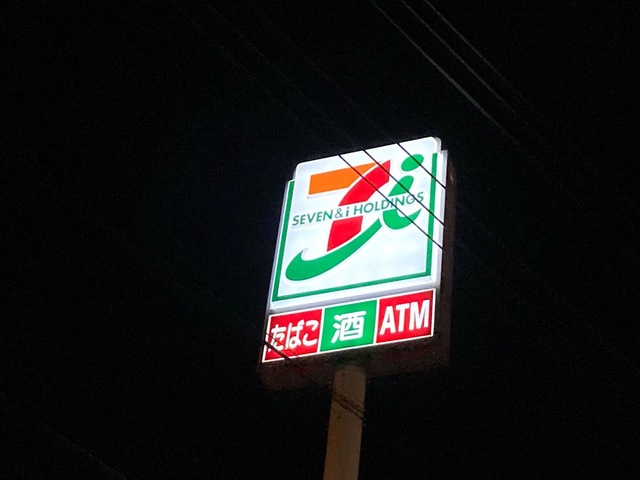 SEVEN & i HOLDINGS
たばこ 酒 ATM